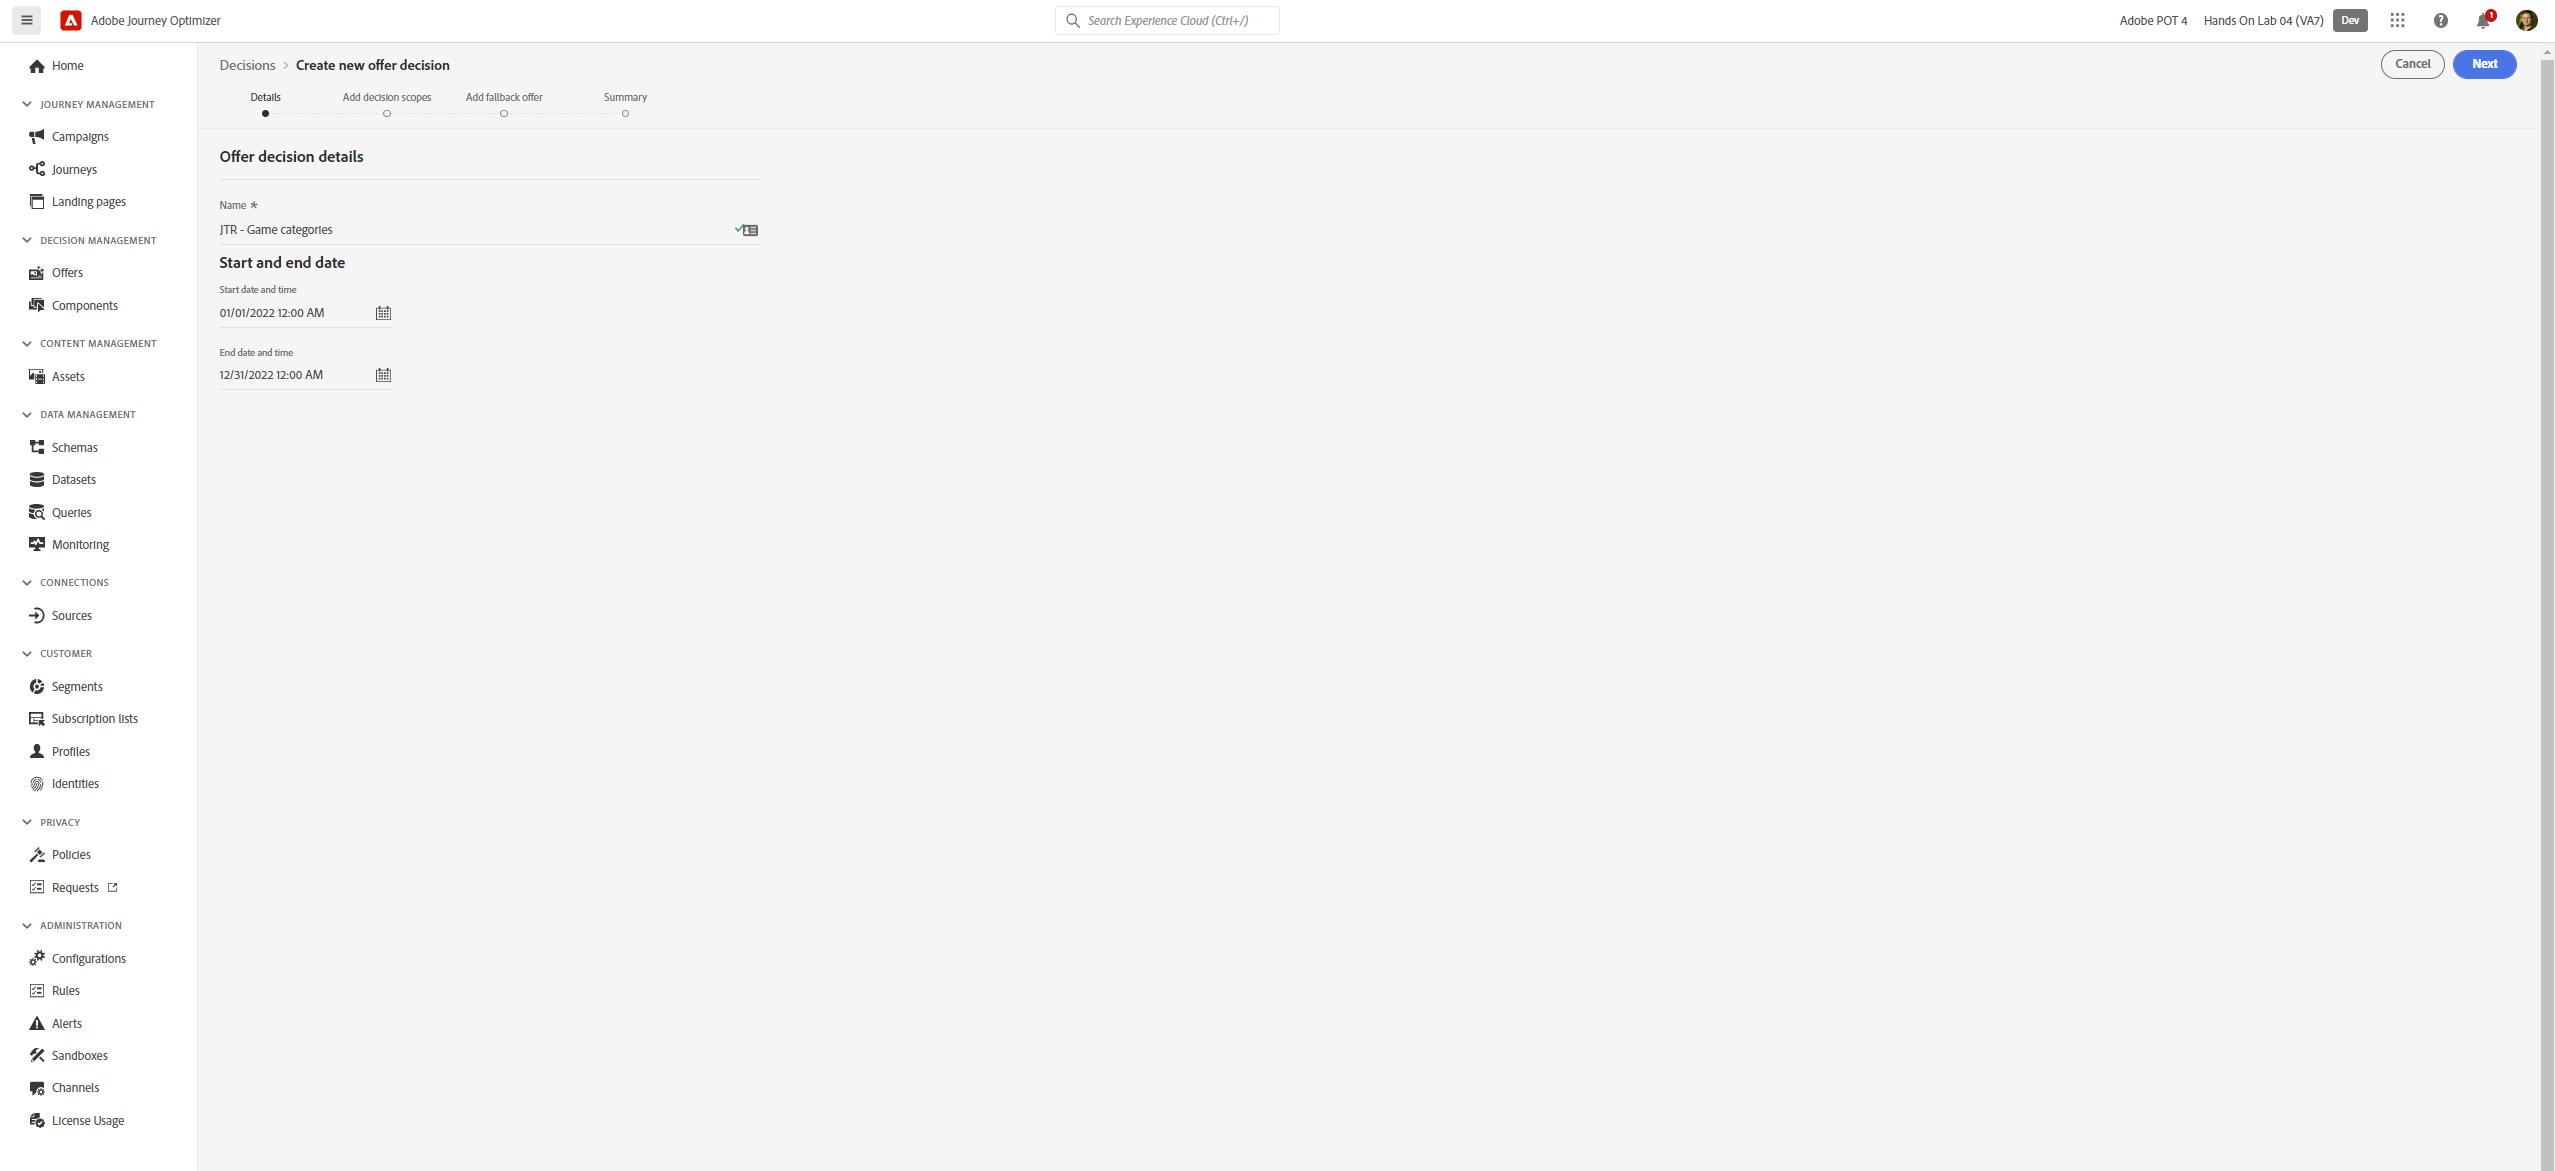 Adobe Journey Optimizer
Search Experience Cloud (Ctrl+/)
Adobe POT 4
Hands On Lab 04 (VA7)
Dev
1
Home
JOURNEY MANAGEMENT
Campaigns
Journeys
Landing pages
DECISION MANAGEMENT
Offers
Components
CONTENT MANAGEMENT
Assets
DATA MANAGEMENT
Schemas
Datasets
Queries
Monitoring
CONNECTIONS
Sources
CUSTOMER
Segments
Subscription lists
Profiles
Identities
PRIVACY
Policies
Requests
ADMINISTRATION
Configurations
Rules
Alerts
Sandboxes
Channels
License Usage
Decisions > Create new offer decision
Cancel
Next
Details
Add decision scopes
Add fallback offer
Summary
Offer decision details
Name *
JTR - Game categories
Start and end date
Start date and time
01/01/2022 12:00 AM
End date and time
12/31/2022 12:00 AM